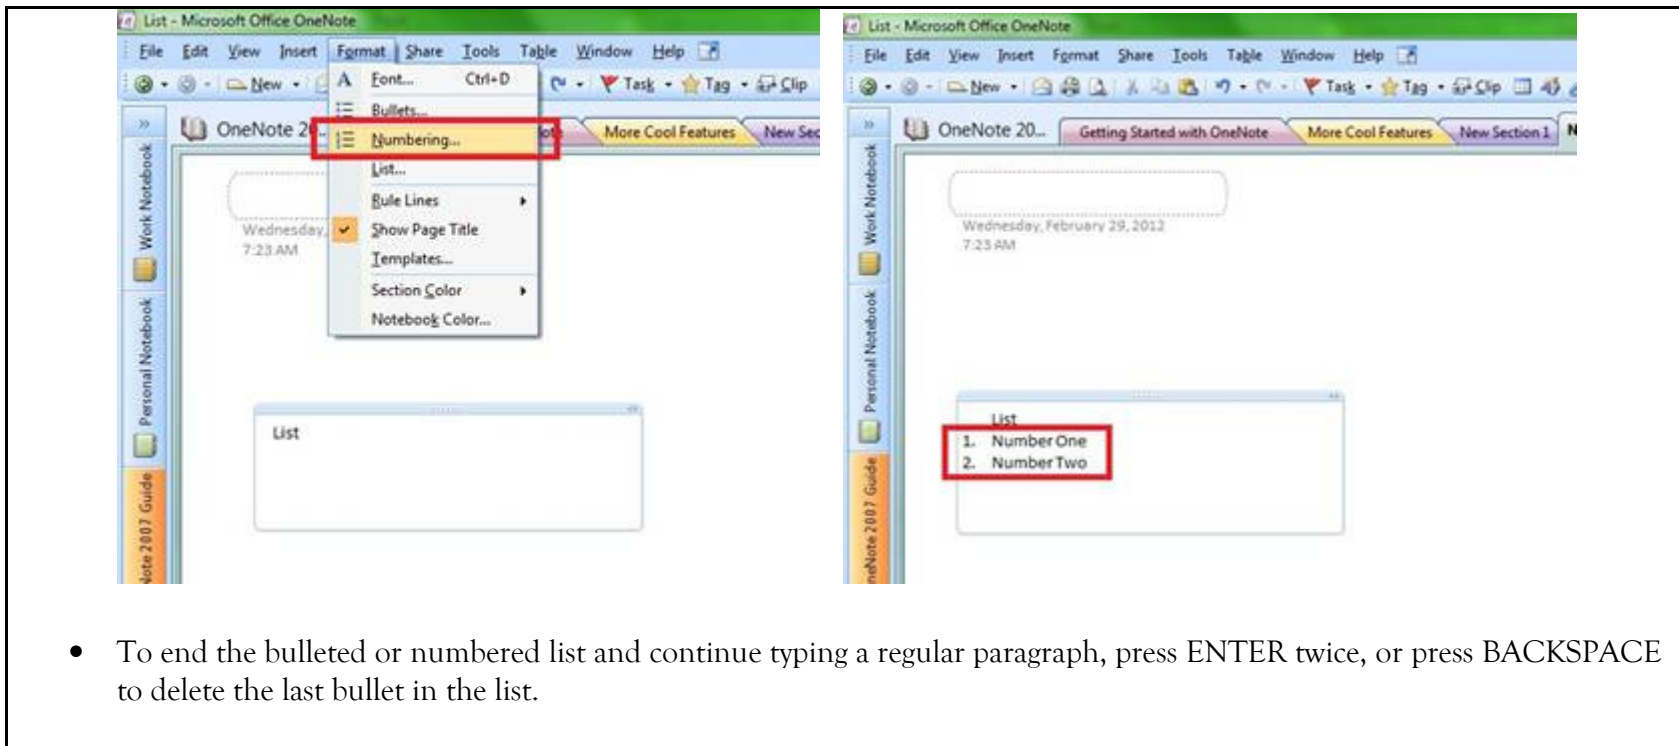 List - Microsoft Office OneNote
File Edit View Insert Format Share Tools Table Window Help
New Task Tag Clip
A Font... Ctrl+D
Bullets...
Numbering...
List...
Rule Lines
Show Page Title
Templates...
Section Color
Notebook Color...
OneNote 2 More Cool Features New Sec
Wednesday,
7:23 AM
Work Notebook
Personal Notebook
Note 2007 Guide
List
List - Microsoft Office OneNote
File Edit View Insert Format Share Tools Table Window Help
New Task Tag Clip
OneNote 20... Getting Started with OneNote More Cool Features New Section 1 N
Wednesday, February 29, 2012
7:23 AM
Work Notebook
Personal Notebook
neNote 2007 Guide
List
1. Number One
2. Number Two
• To end the bulleted or numbered list and continue typing a regular paragraph, press ENTER twice, or press BACKSPACE
to delete the last bullet in the list.